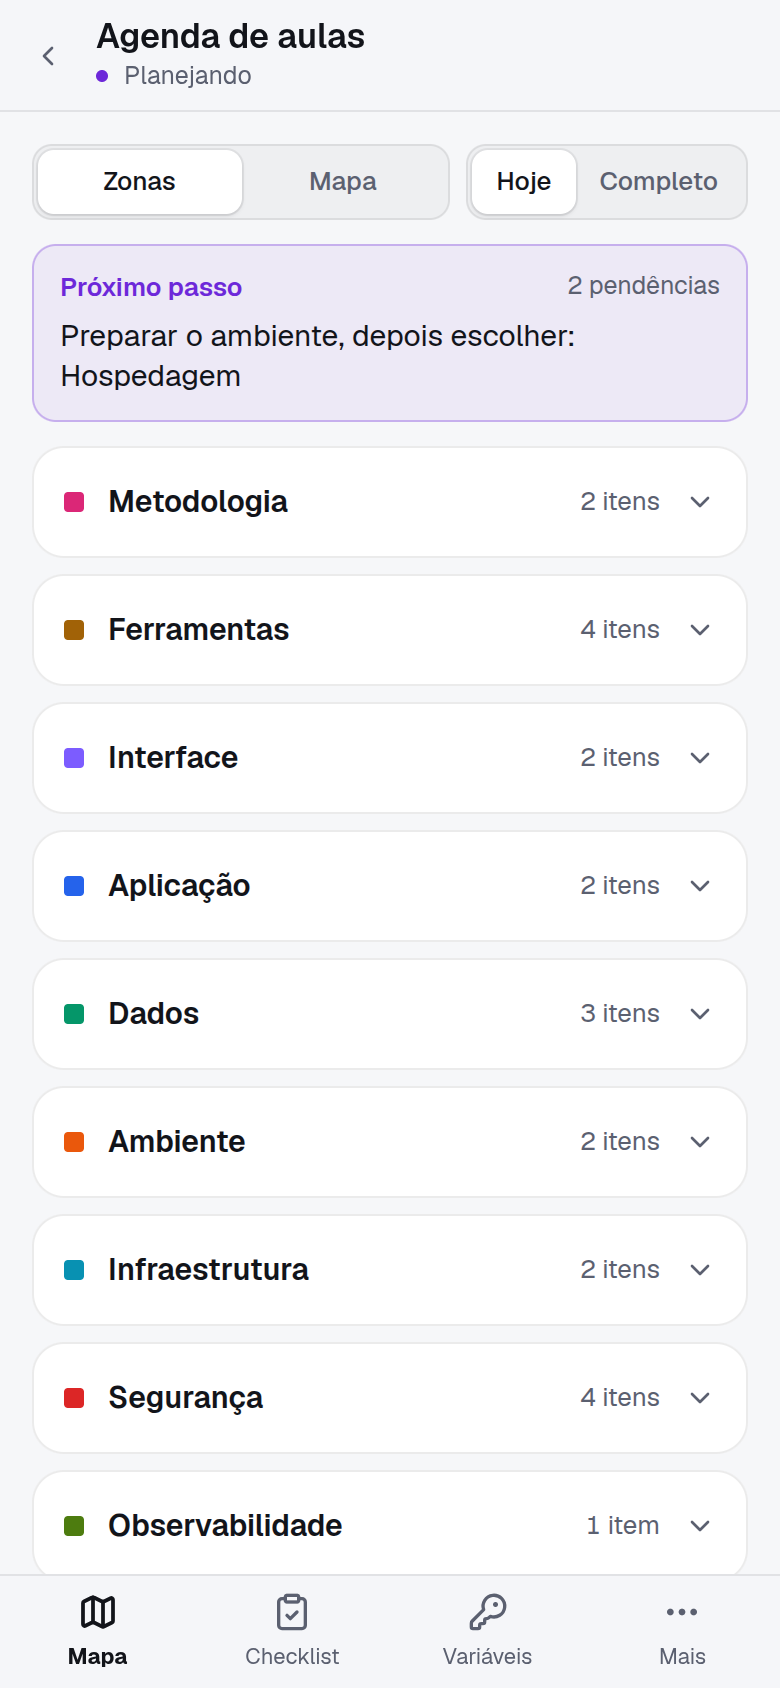 Agenda de aulas
Planejando
Zonas
Mapa
Hoje
Completo
Próximo passo
2 pendências
Preparar o ambiente, depois escolher:
Hospedagem
Metodologia
2 itens
Ferramentas
4 itens
Interface
2 itens
Aplicação
2 itens
Dados
3 itens
Ambiente
2 itens
Infraestrutura
2 itens
Segurança
4 itens
Observabilidade
1 item
Mapa
Checklist
Variáveis
Mais